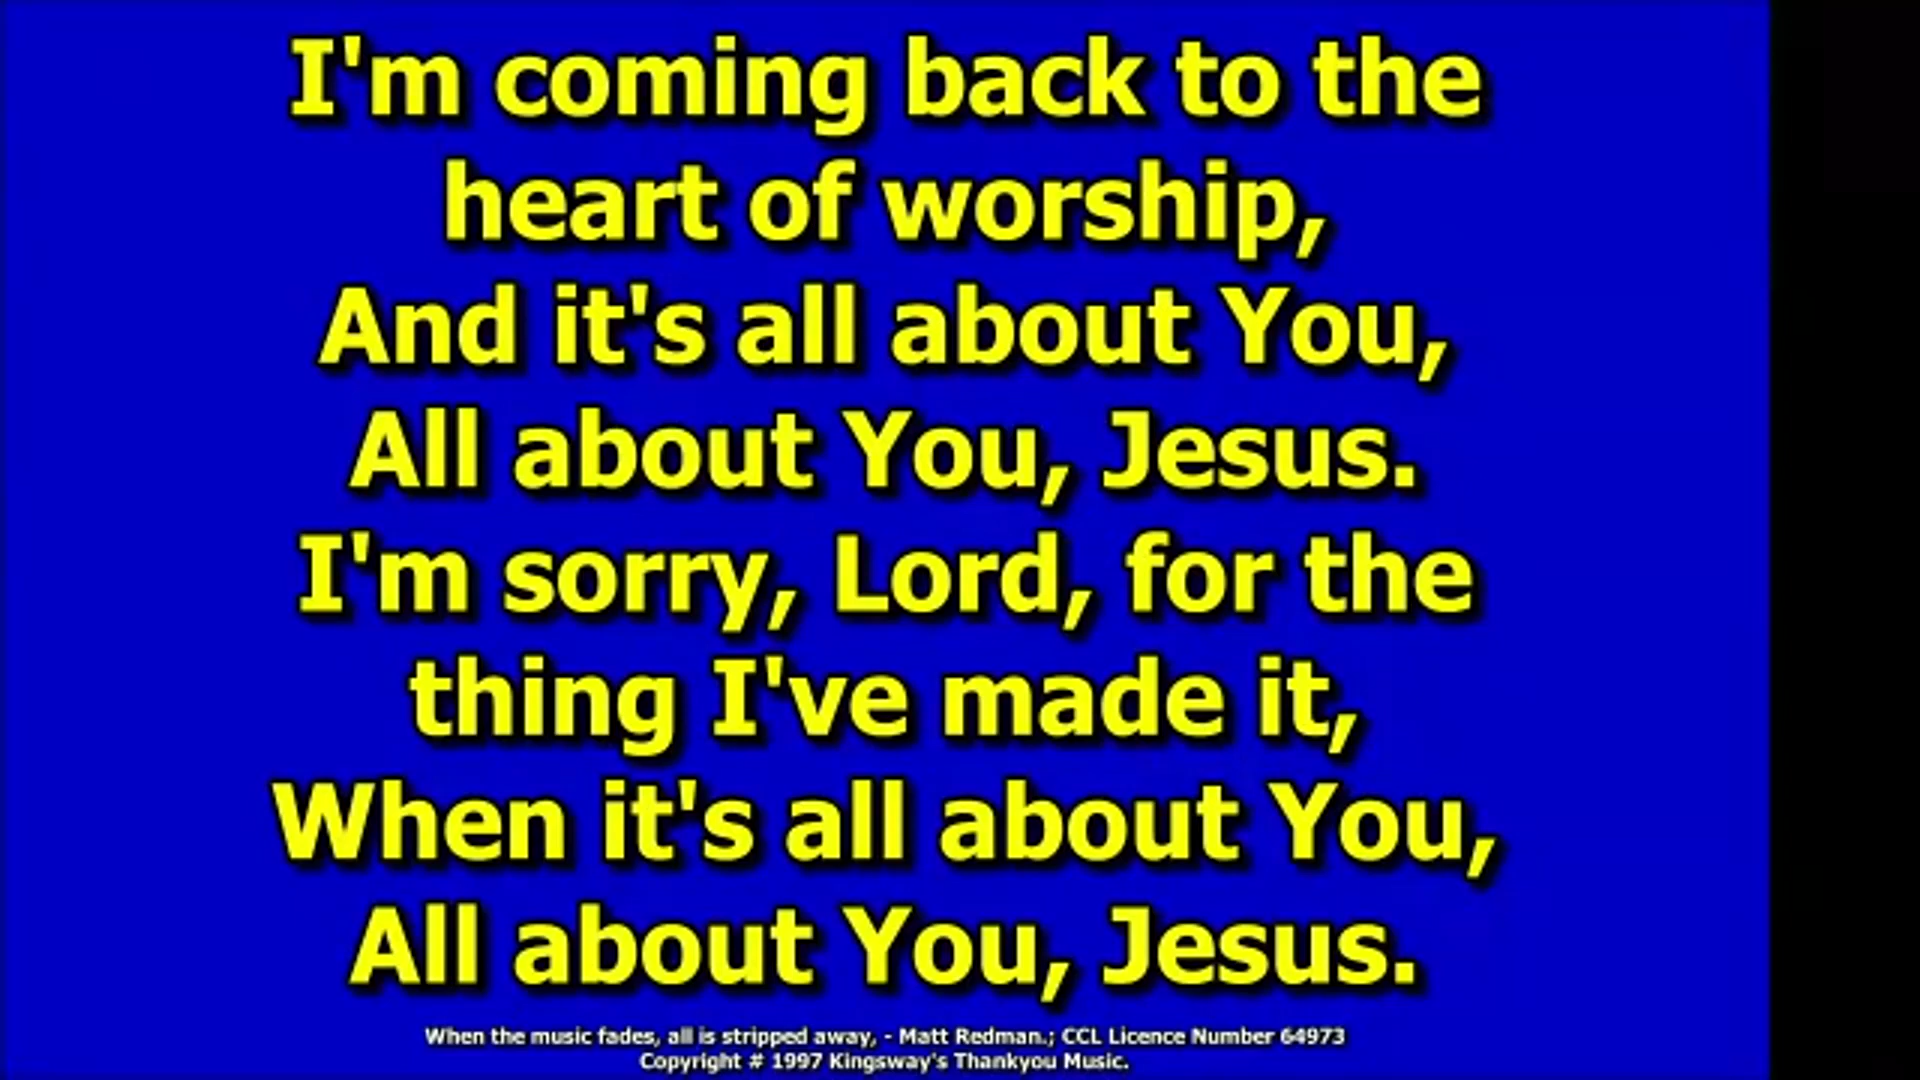 I'm coming back to the
heart of worship,
And it's all about You,
All about You, Jesus.
I'm sorry, Lord, for the
thing I've made it,
When it's all about You,
All about You, Jesus.
When the music fades, all is stripped away, - Matt Redman.; CCL Licence Number 64973
Copyright # 1997 Kingsway's Thankyou Music.